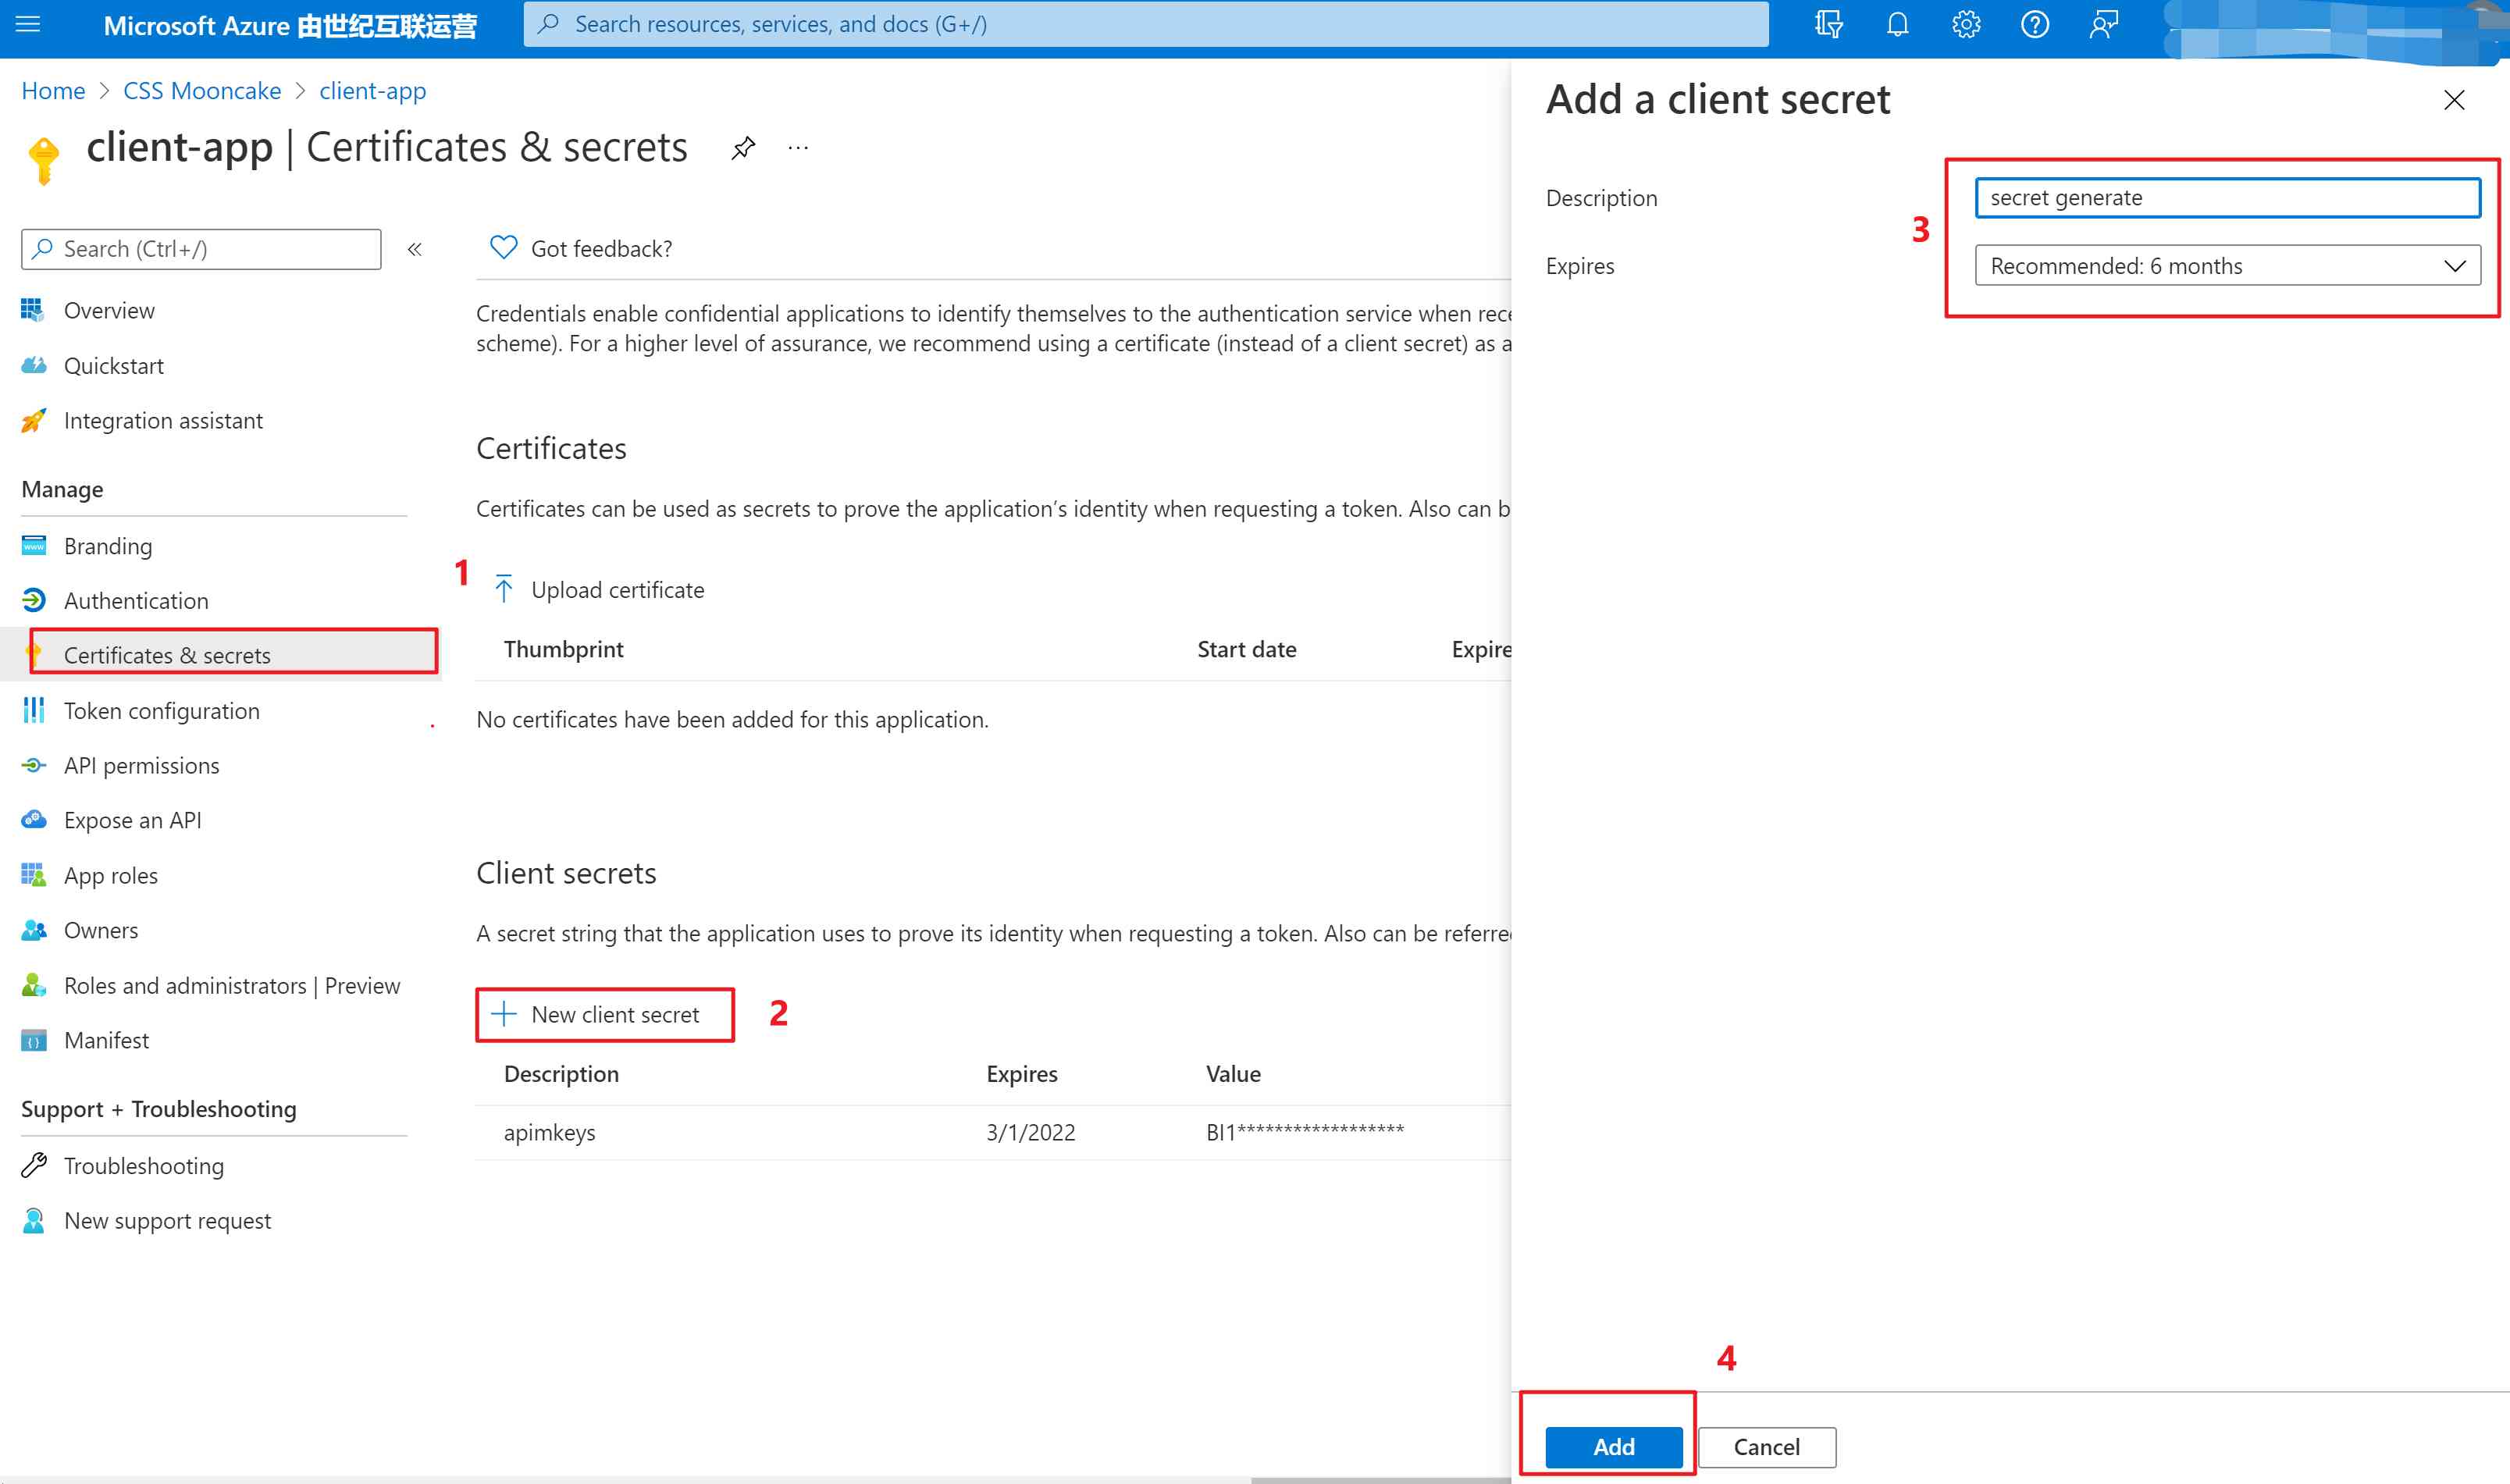 Microsoft Azure 由世纪互联运营
Search resources, services, and docs (G+/)
Home > CSS Mooncake > client-app
client-app | Certificates & secrets
Search (Ctrl+/)
Overview
Quickstart
Integration assistant
Manage
Branding
Authentication
Certificates & secrets
Token configuration
API permissions
Expose an API
App roles
Owners
Roles and administrators | Preview
Manifest
Support + Troubleshooting
Troubleshooting
New support request
Got feedback?
Credentials enable confidential applications to identify themselves to the authentication service when rece
scheme). For a higher level of assurance, we recommend using a certificate (instead of a client secret) as a
Certificates
Certificates can be used as secrets to prove the application’s identity when requesting a token. Also can b
1
Upload certificate
Thumbprint Start date Expire
No certificates have been added for this application.
Client secrets
A secret string that the application uses to prove its identity when requesting a token. Also can be referre
New client secret 2
Description Expires Value
apimkeys 3/1/2022 BI1******************
Add a client secret
Description secret generate
3
Expires Recommended: 6 months
4
Add Cancel